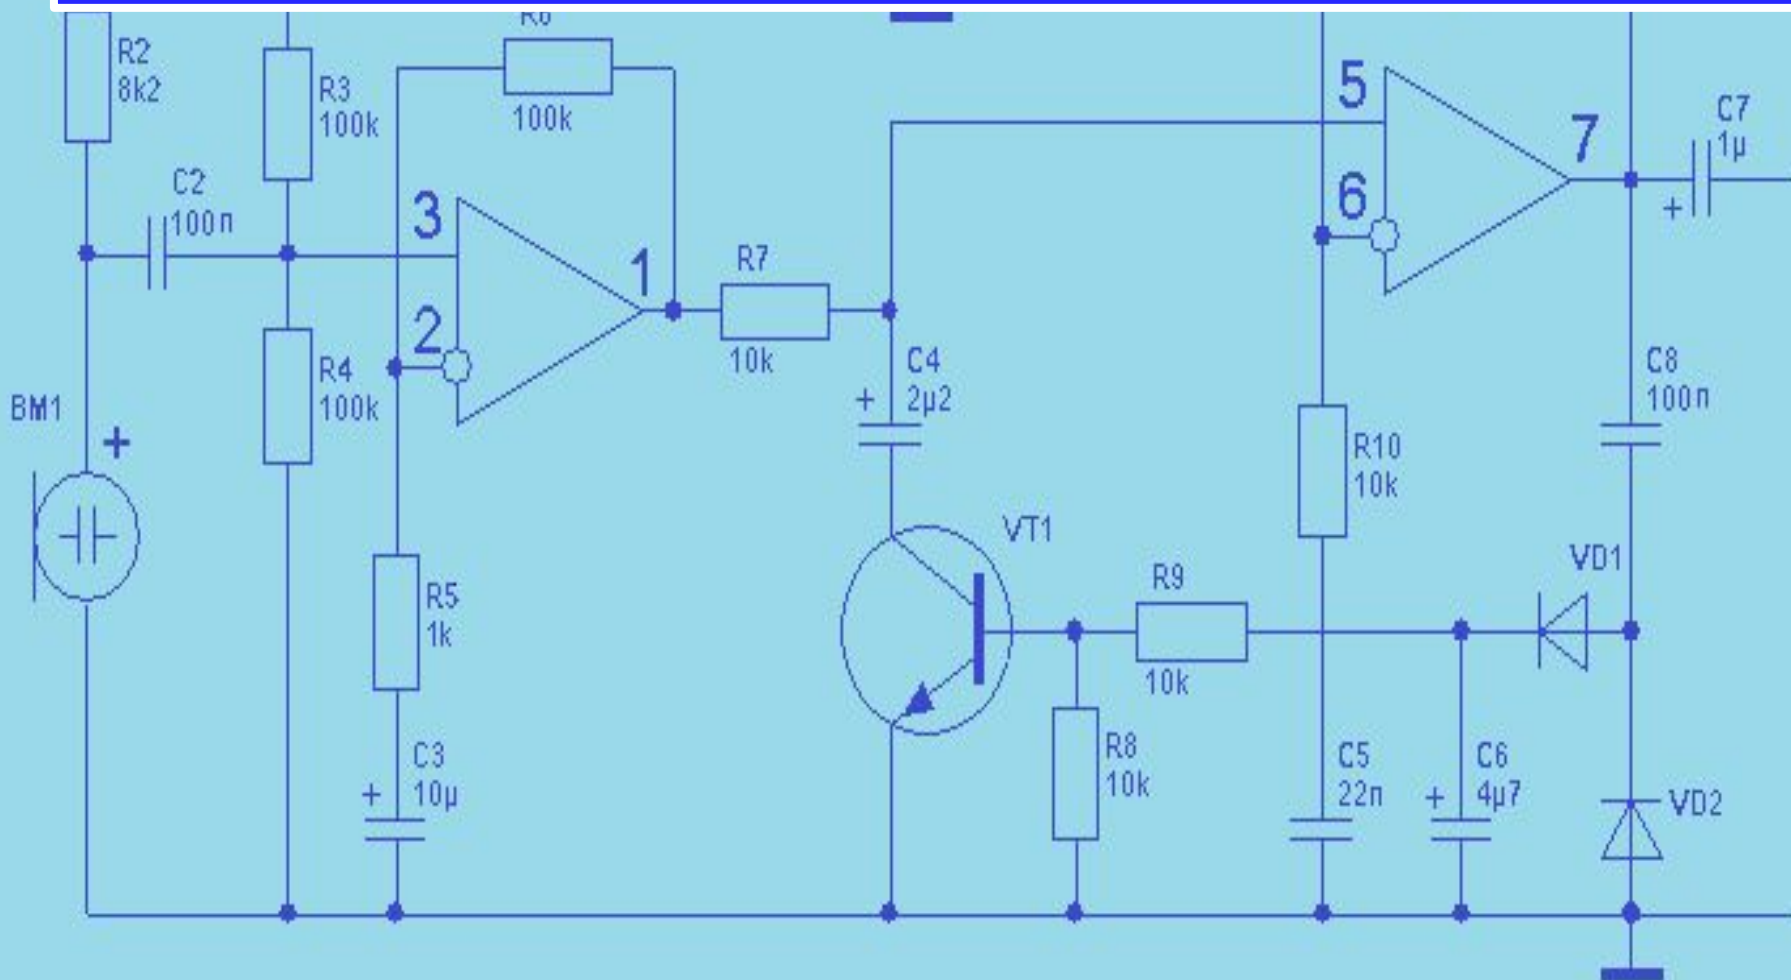 R2
8k2
R3
100k
R6
100k
C2
100n
3
2
1
R4
100k
BM1
+
R5
1k
C3
+ 10µ
R7
10k
C4
+ 2µ2
VT1
R9
10k
R8
10k
5
6
7
C7
1µ
+
R10
10k
C8
100n
VD1
C5
22n
C6
+ 4µ7
VD2